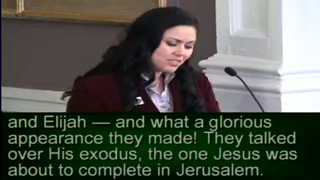 and Elijah — and what a glorious
appearance they made! They talked
over His exodus, the one Jesus was
about to complete in Jerusalem.